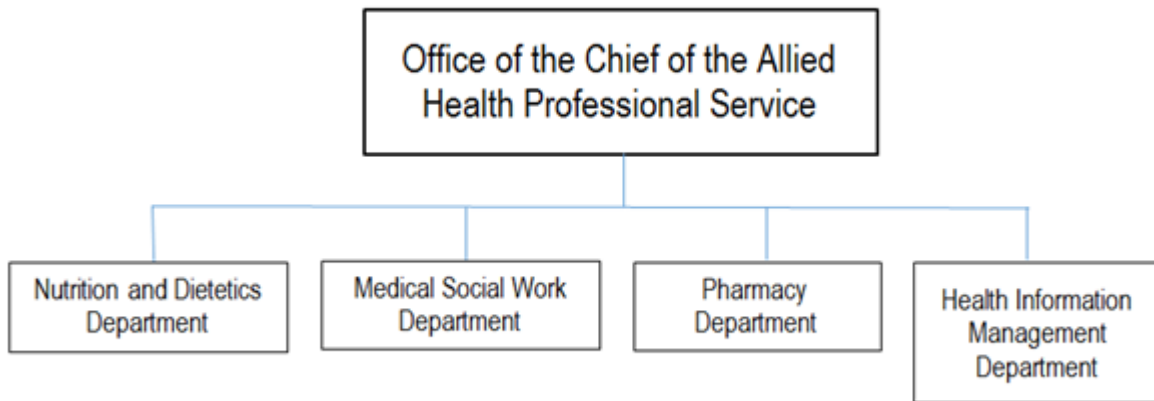 Office of the Chief of the Allied
Health Professional Service
Nutrition and Dietetics
Department
Medical Social Work
Department
Pharmacy
Department
Health Information
Management
Department